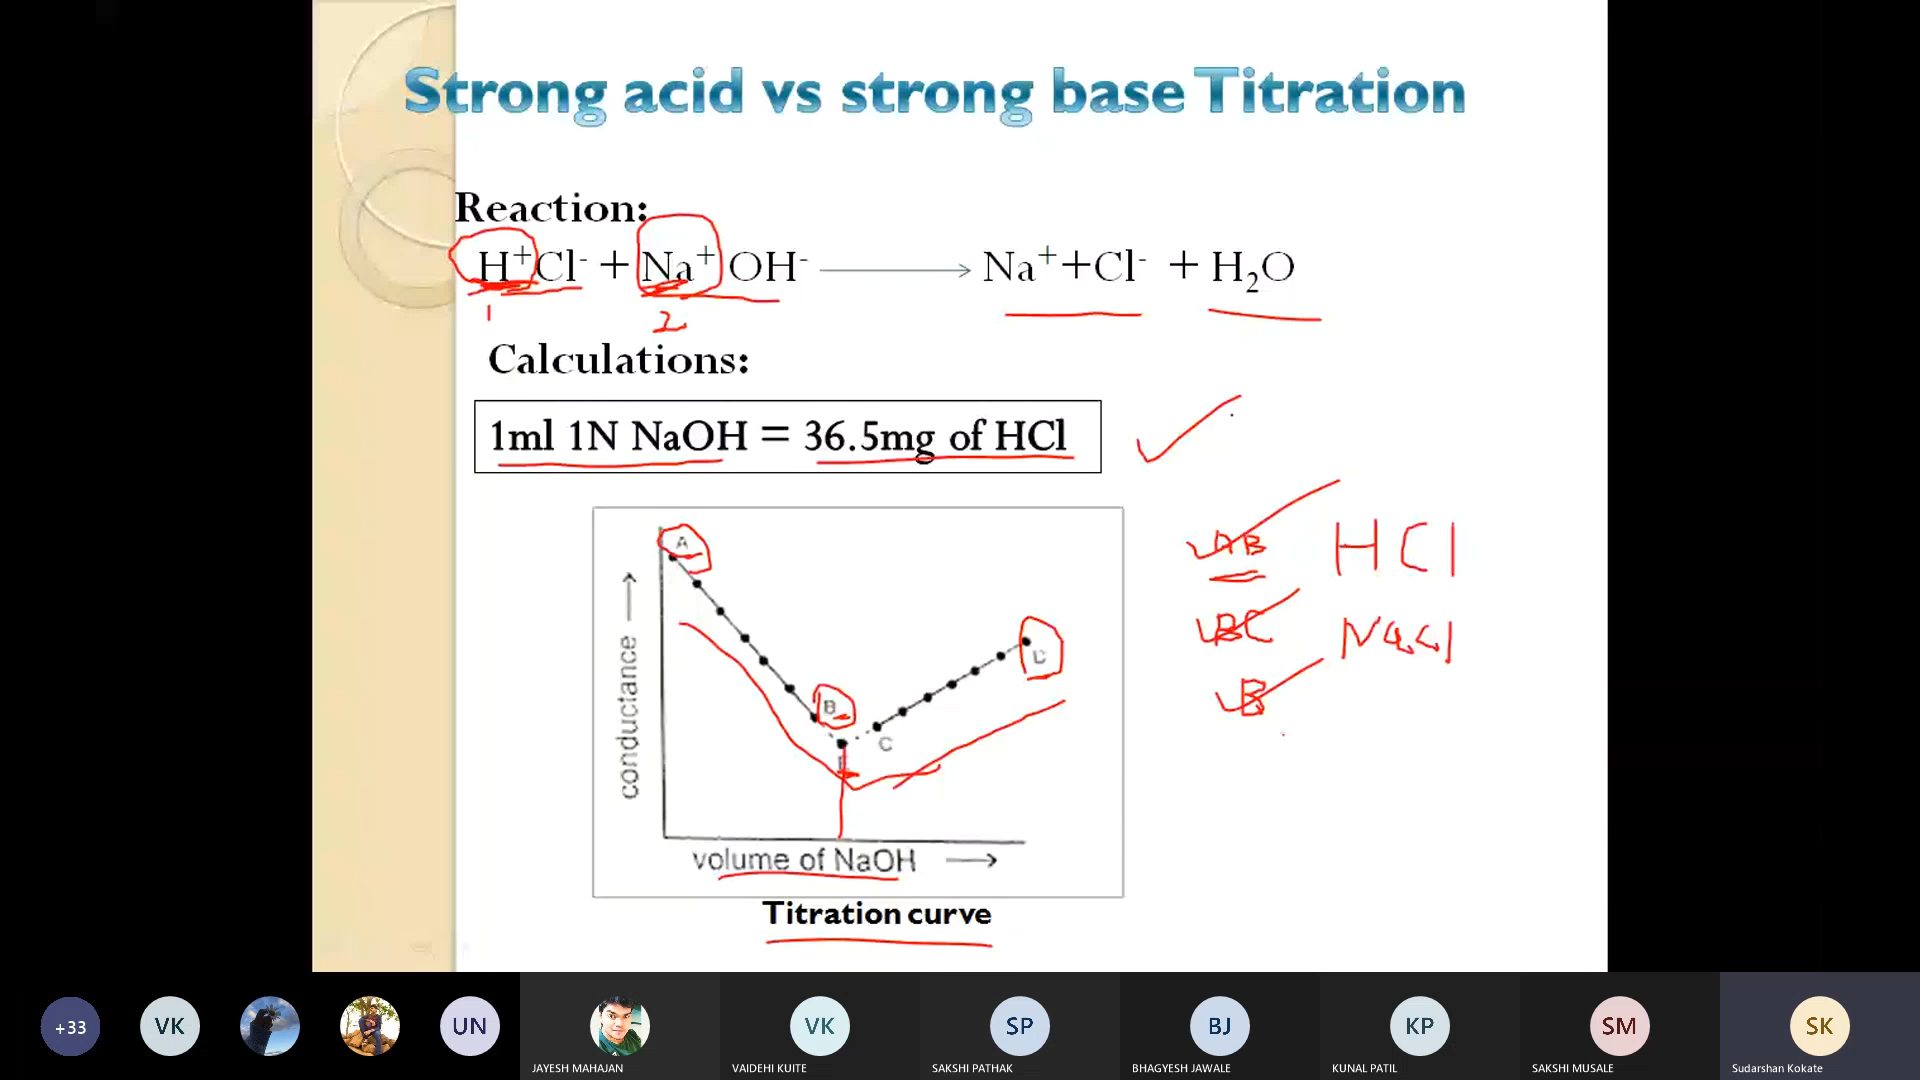 Strong acid vs strong base Titration
Reaction:
H⁺Cl⁻ + Na⁺ OH⁻ ⟶ Na⁺+Cl⁻ + H₂O
1 2
Calculations:
1ml 1N NaOH = 36.5mg of HCl
A
B
C
D
E
conductance ⟶
volume of NaOH ⟶
Titration curve
AB HCl
BC NaCl
B
+33
VK
UN
VK
SP
BJ
KP
SM
SK
JAYESH MAHAJAN
VAIDEHI KUITE
SAKSHI PATHAK
BHAGYESH JAWALE
KUNAL PATIL
SAKSHI MUSALE
Sudarshan Kokate